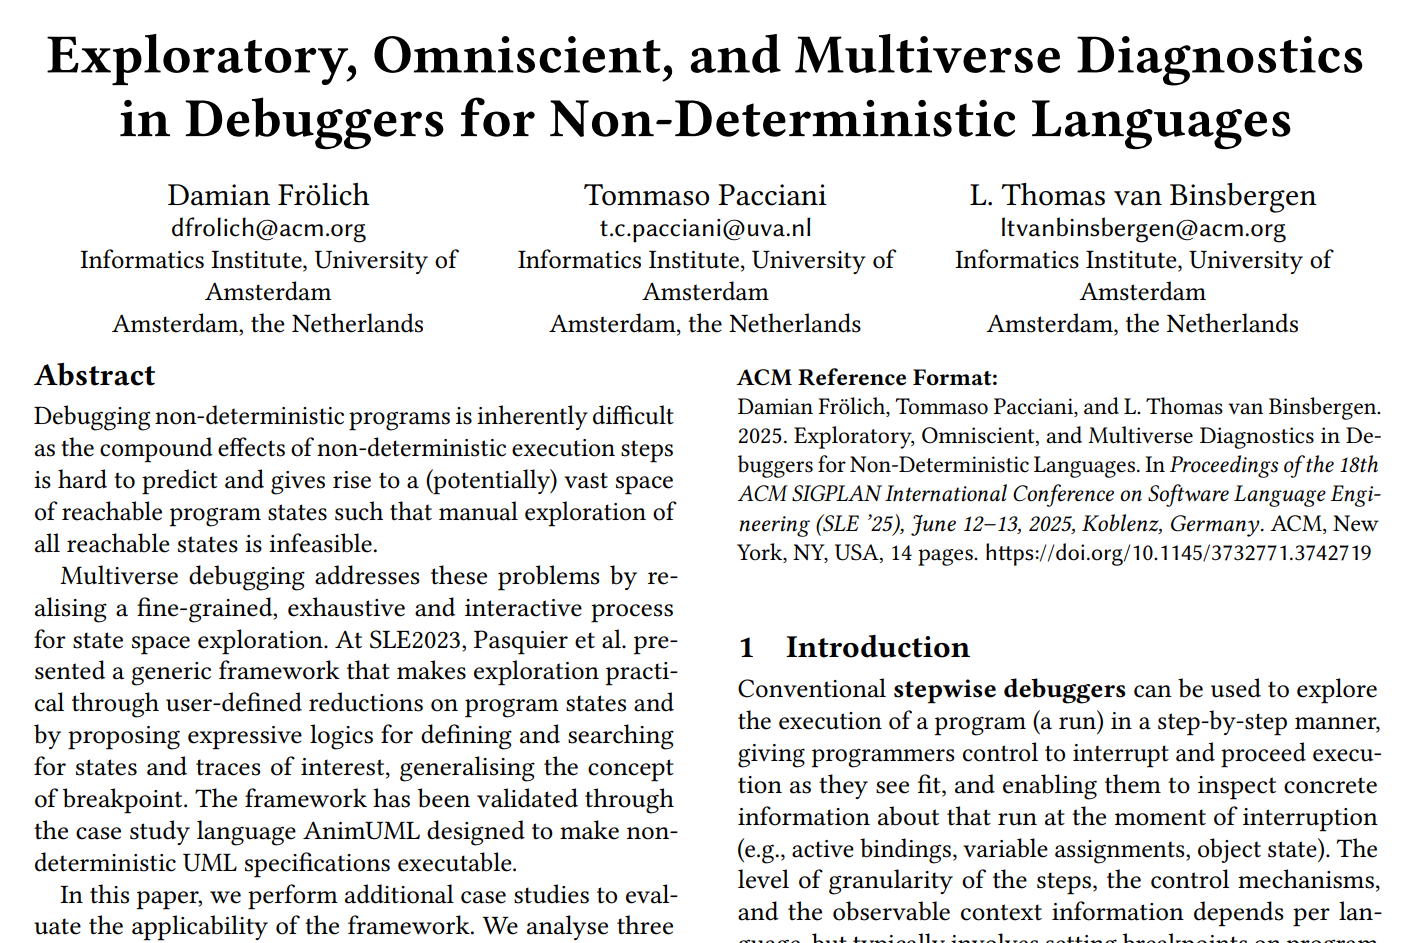 Exploratory, Omniscient, and Multiverse Diagnostics
in Debuggers for Non-Deterministic Languages
Damian Frölich
dfrolich@acm.org
Informatics Institute, University of
Amsterdam
Amsterdam, the Netherlands
Tommaso Pacciani
t.c.pacciani@uva.nl
Informatics Institute, University of
Amsterdam
Amsterdam, the Netherlands
L. Thomas van Binsbergen
ltvanbinsbergen@acm.org
Informatics Institute, University of
Amsterdam
Amsterdam, the Netherlands
Abstract
Debugging non-deterministic programs is inherently difficult
as the compound effects of non-deterministic execution steps
is hard to predict and gives rise to a (potentially) vast space
of reachable program states such that manual exploration of
all reachable states is infeasible.
Multiverse debugging addresses these problems by re-
alising a fine-grained, exhaustive and interactive process
for state space exploration. At SLE2023, Pasquier et al. pre-
sented a generic framework that makes exploration practi-
cal through user-defined reductions on program states and
by proposing expressive logics for defining and searching
for states and traces of interest, generalising the concept
of breakpoint. The framework has been validated through
the case study language AnimUML designed to make non-
deterministic UML specifications executable.
In this paper, we perform additional case studies to eval-
uate the applicability of the framework. We analyse three
ACM Reference Format:
Damian Frölich, Tommaso Pacciani, and L. Thomas van Binsbergen.
2025. Exploratory, Omniscient, and Multiverse Diagnostics in De-
buggers for Non-Deterministic Languages. In Proceedings of the 18th
ACM SIGPLAN International Conference on Software Language Engi-
neering (SLE ’25), June 12–13, 2025, Koblenz, Germany. ACM, New
York, NY, USA, 14 pages. https://doi.org/10.1145/3732771.3742719
1 Introduction
Conventional stepwise debuggers can be used to explore
the execution of a program (a run) in a step-by-step manner,
giving programmers control to interrupt and proceed execu-
tion as they see fit, and enabling them to inspect concrete
information about that run at the moment of interruption
(e.g., active bindings, variable assignments, object state). The
level of granularity of the steps, the control mechanisms,
and the observable context information depends per lan-
guage, but typically involves setting breakpoints on program